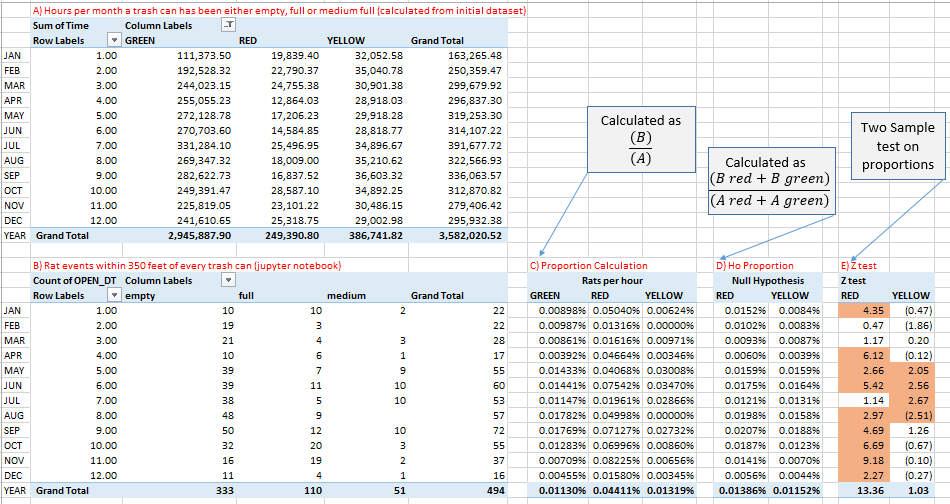 A) Hours per month a trash can has been either empty, full or medium full (calculated from initial dataset)
Sum of Time Column Labels
Row Labels GREEN RED YELLOW Grand Total
JAN 1.00 111,373.50 19,839.40 32,052.58 163,265.48
FEB 2.00 192,528.32 22,790.37 35,040.78 250,359.47
MAR 3.00 244,023.15 24,755.38 30,901.38 299,679.92
APR 4.00 255,055.23 12,864.03 28,918.03 296,837.30
MAY 5.00 272,128.78 17,206.23 29,918.28 319,253.30
JUN 6.00 270,703.60 14,584.85 28,818.77 314,107.22
JUL 7.00 331,284.10 25,496.95 34,896.67 391,677.72
AUG 8.00 269,347.32 18,009.00 35,210.62 322,566.93
SEP 9.00 282,622.73 16,837.52 36,603.32 336,063.57
OCT 10.00 249,391.47 28,587.10 34,892.25 312,870.82
NOV 11.00 225,819.05 23,101.22 30,486.15 279,406.42
DEC 12.00 241,610.65 25,318.75 29,002.98 295,932.38
YEAR Grand Total 2,945,887.90 249,390.80 386,741.82 3,582,020.52
Calculated as
(B)
(A)
Calculated as
(B red + B green)
(A red + A green)
Two Sample
test on
proportions
B) Rat events within 350 feet of every trash can (jupyter notebook) C) Proportion Calculation D) Ho Proportion E) Z test
Count of OPEN_DT Column Labels Rats per hour Null Hypothesis Z test
Row Labels empty full medium Grand Total GREEN RED YELLOW RED YELLOW RED YELLOW
JAN 1.00 10 10 2 22 0.00898% 0.05040% 0.00624% 0.0152% 0.0084% 4.35 (0.47)
FEB 2.00 19 3 22 0.00987% 0.01316% 0.00000% 0.0102% 0.0083% 0.47 (1.86)
MAR 3.00 21 4 3 28 0.00861% 0.01616% 0.00971% 0.0093% 0.0087% 1.17 0.20
APR 4.00 10 6 1 17 0.00392% 0.04664% 0.00346% 0.0060% 0.0039% 6.12 (0.12)
MAY 5.00 39 7 9 55 0.01433% 0.04068% 0.03008% 0.0159% 0.0159% 2.66 2.05
JUN 6.00 39 11 10 60 0.01441% 0.07542% 0.03470% 0.0175% 0.0164% 5.42 2.56
JUL 7.00 38 5 10 53 0.01147% 0.01961% 0.02866% 0.0121% 0.0131% 1.14 2.67
AUG 8.00 48 9 57 0.01782% 0.04998% 0.00000% 0.0198% 0.0158% 2.97 (2.51)
SEP 9.00 50 12 10 72 0.01769% 0.07127% 0.02732% 0.0207% 0.0188% 4.69 1.26
OCT 10.00 32 20 3 55 0.01283% 0.06996% 0.00860% 0.0187% 0.0123% 6.69 (0.67)
NOV 11.00 16 19 2 37 0.00709% 0.08225% 0.00656% 0.0141% 0.0070% 9.18 (0.10)
DEC 12.00 11 4 1 16 0.00455% 0.01580% 0.00345% 0.0056% 0.0044% 2.27 (0.27)
YEAR Grand Total 333 110 51 494 0.01130% 0.04411% 0.01319% 0.01386% 0.01152% 13.36 1.03